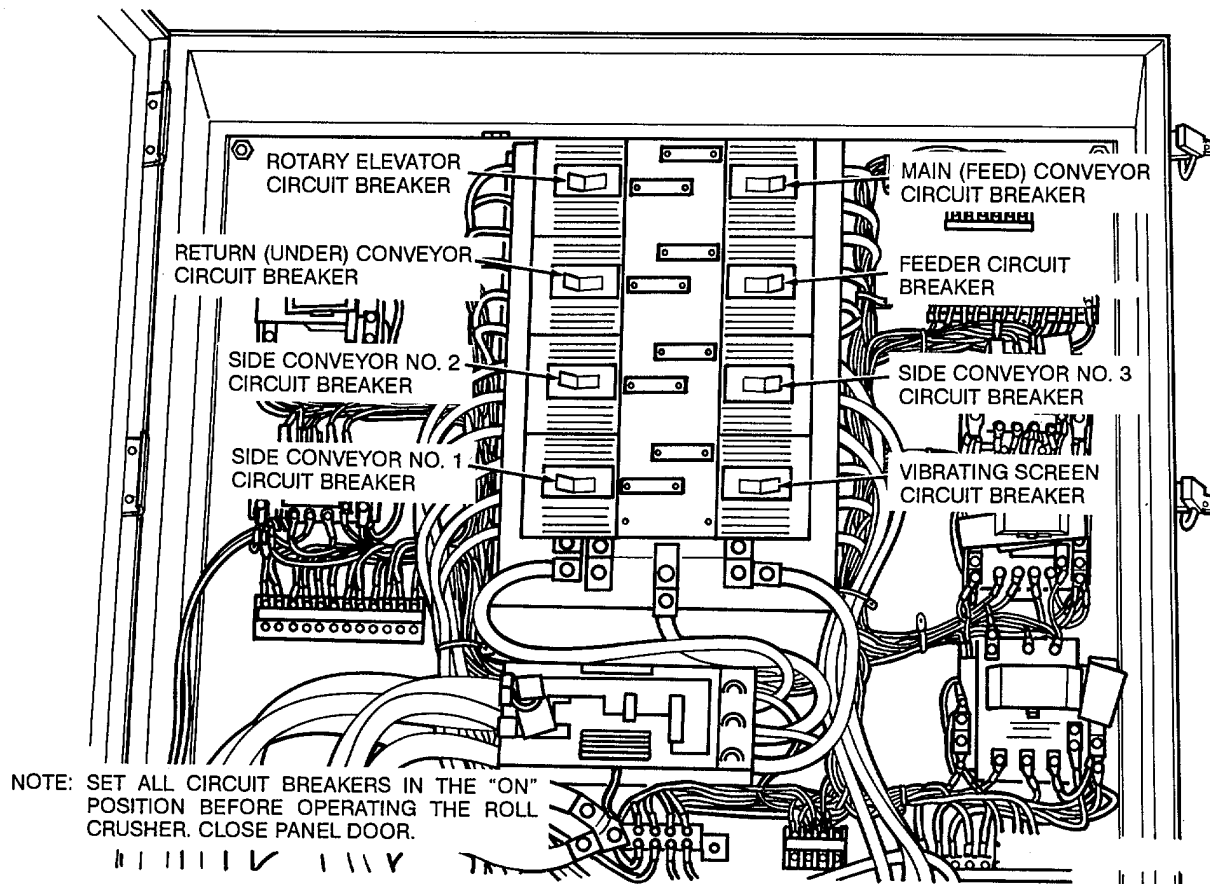 ROTARY ELEVATOR
CIRCUIT BREAKER
MAIN (FEED) CONVEYOR
CIRCUIT BREAKER
RETURN (UNDER) CONVEYOR
CIRCUIT BREAKER
FEEDER CIRCUIT
BREAKER
SIDE CONVEYOR NO. 2
CIRCUIT BREAKER
SIDE CONVEYOR NO. 3
CIRCUIT BREAKER
SIDE CONVEYOR NO. 1
CIRCUIT BREAKER
VIBRATING SCREEN
CIRCUIT BREAKER
NOTE: SET ALL CIRCUIT BREAKERS IN THE “ON”
POSITION BEFORE OPERATING THE ROLL
CRUSHER. CLOSE PANEL DOOR.